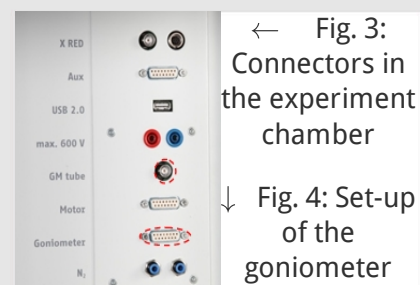 X RED
Aux
USB 2.0
max. 600 V
GM tube
Motor
Goniometer
N₂
← Fig. 3:
Connectors in
the experiment
chamber
↓ Fig. 4: Set-up
of the
goniometer